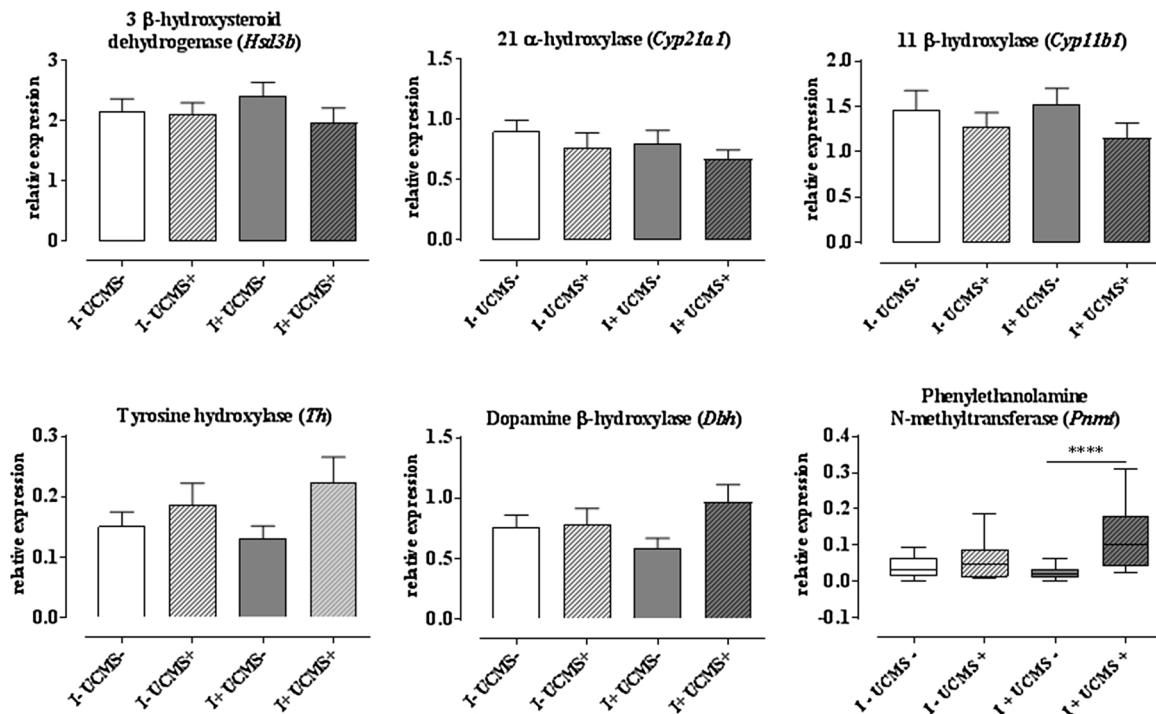 3 β-hydroxysteroid
dehydrogenase (Hsd3b)
relative expression
3
2
1
0
I- UCMS-
I- UCMS+
I+ UCMS-
I+ UCMS+
21 α-hydroxylase (Cyp21a1)
relative expression
1.5
1.0
0.5
0.0
I- UCMS-
I- UCMS+
I+ UCMS-
I+ UCMS+
11 β-hydroxylase (Cyp11b1)
relative expression
2.0
1.5
1.0
0.5
0.0
I- UCMS-
I- UCMS+
I+ UCMS-
I+ UCMS+
Tyrosine hydroxylase (Th)
relative expression
0.3
0.2
0.1
0.0
I- UCMS-
I- UCMS+
I+ UCMS-
I+ UCMS+
Dopamine β-hydroxylase (Dbh)
relative expression
1.5
1.0
0.5
0.0
I- UCMS-
I- UCMS+
I+ UCMS-
I+ UCMS+
Phenylethanolamine
N-methyltransferase (Pnmt)
relative expression
0.4
0.3
0.2
0.1
0.0
-0.1
****
I - UCMS -
I - UCMS +
I + UCMS -
I + UCMS +